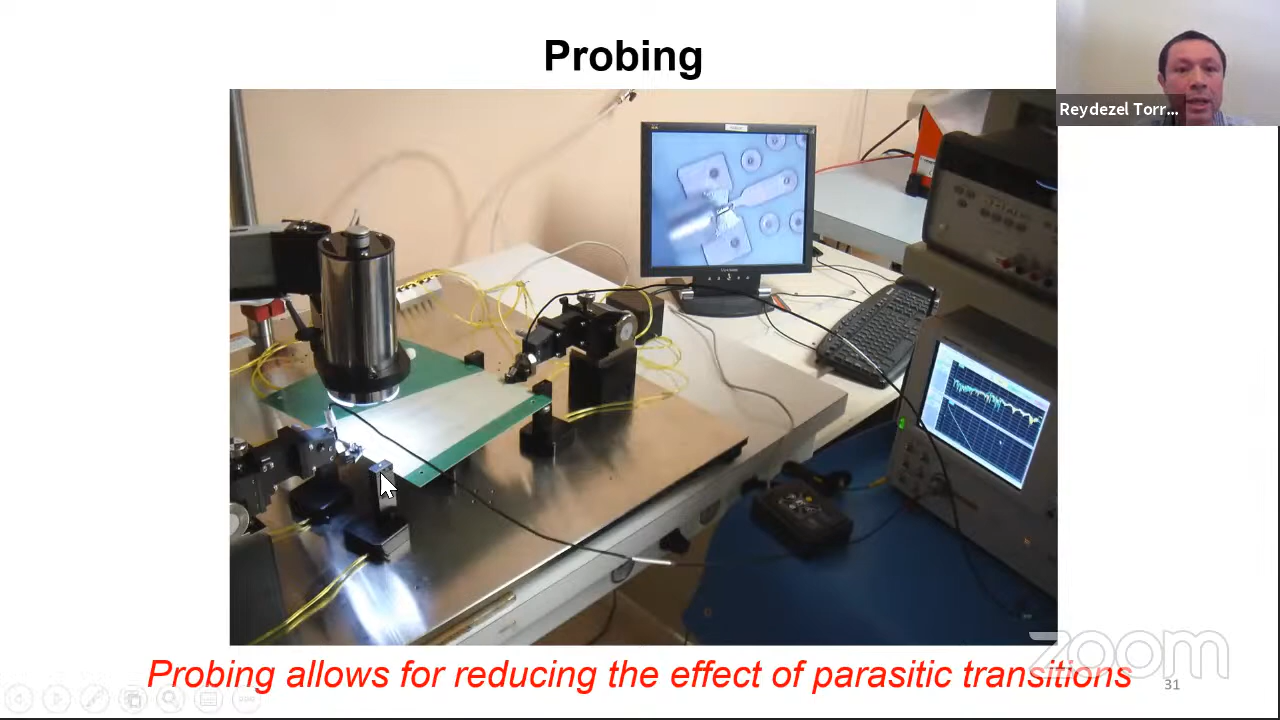 Probing
Reydezel Torr...
Probing allows for reducing the effect of parasitic transitions
zoom
31